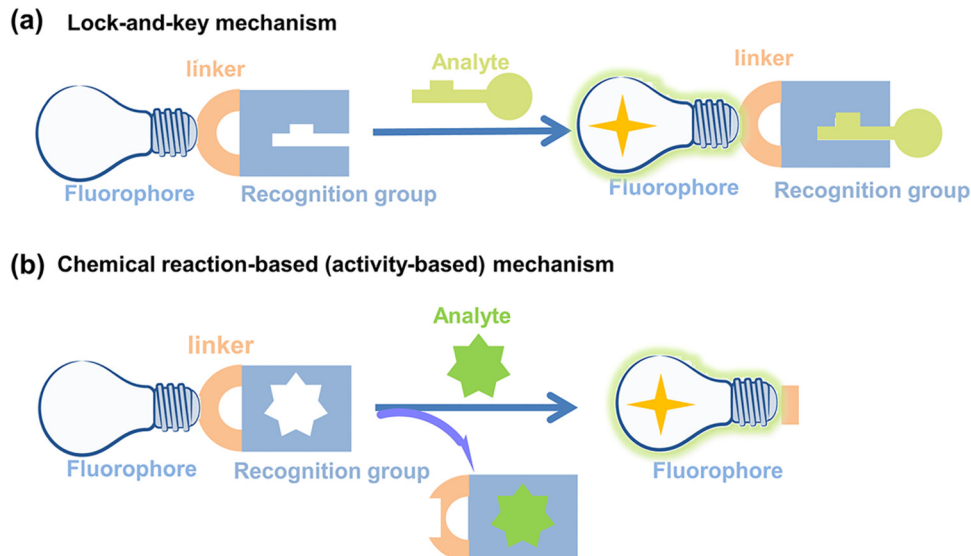 (a) Lock-and-key mechanism
linker
Analyte
linker
Fluorophore
Recognition group
Fluorophore
Recognition group
(b) Chemical reaction-based (activity-based) mechanism
Analyte
linker
Fluorophore
Recognition group
Fluorophore